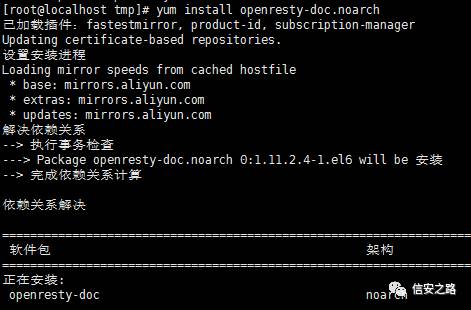 [root@localhost tmp]# yum install openresty-doc.noarch
已加载插件：fastestmirror, product-id, subscription-manager
Updating certificate-based repositories.
设置安装进程
Loading mirror speeds from cached hostfile
* base: mirrors.aliyun.com
* extras: mirrors.aliyun.com
* updates: mirrors.aliyun.com
解决依赖关系
--> 执行事务检查
---> Package openresty-doc.noarch 0:1.11.2.4-1.el6 will be 安装
--> 完成依赖关系计算
依赖关系解决
================================================================
软件包 架构
================================================================
正在安装:
openresty-doc noarch
信安之路